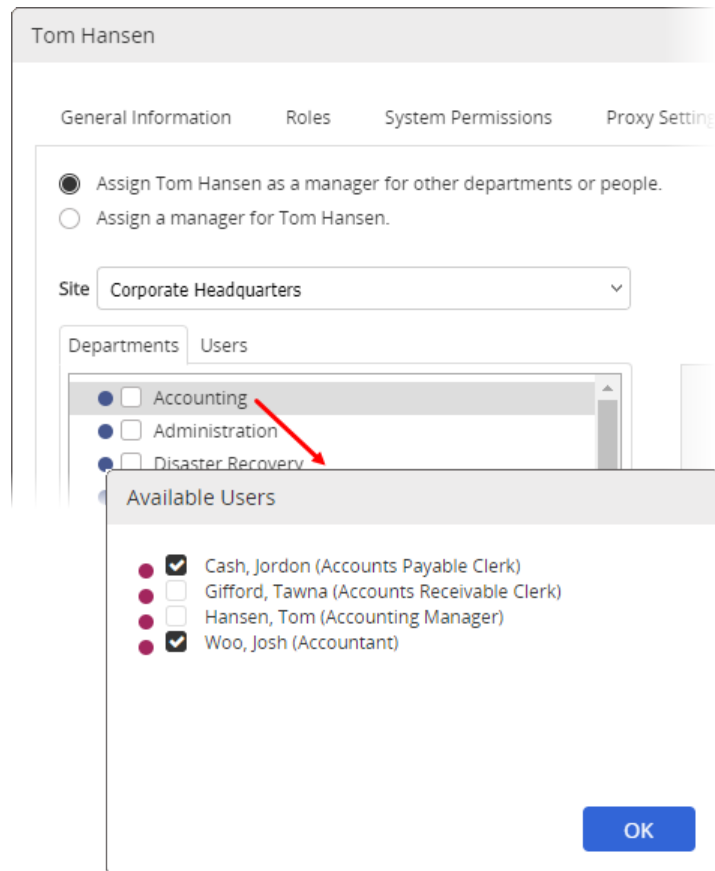 Tom Hansen
General Information Roles System Permissions Proxy Setting
Assign Tom Hansen as a manager for other departments or people.
Assign a manager for Tom Hansen.
Site Corporate Headquarters
Departments Users
Accounting
Administration
Disaster Recovery
Available Users
Cash, Jordon (Accounts Payable Clerk)
Gifford, Tawna (Accounts Receivable Clerk)
Hansen, Tom (Accounting Manager)
Woo, Josh (Accountant)
OK